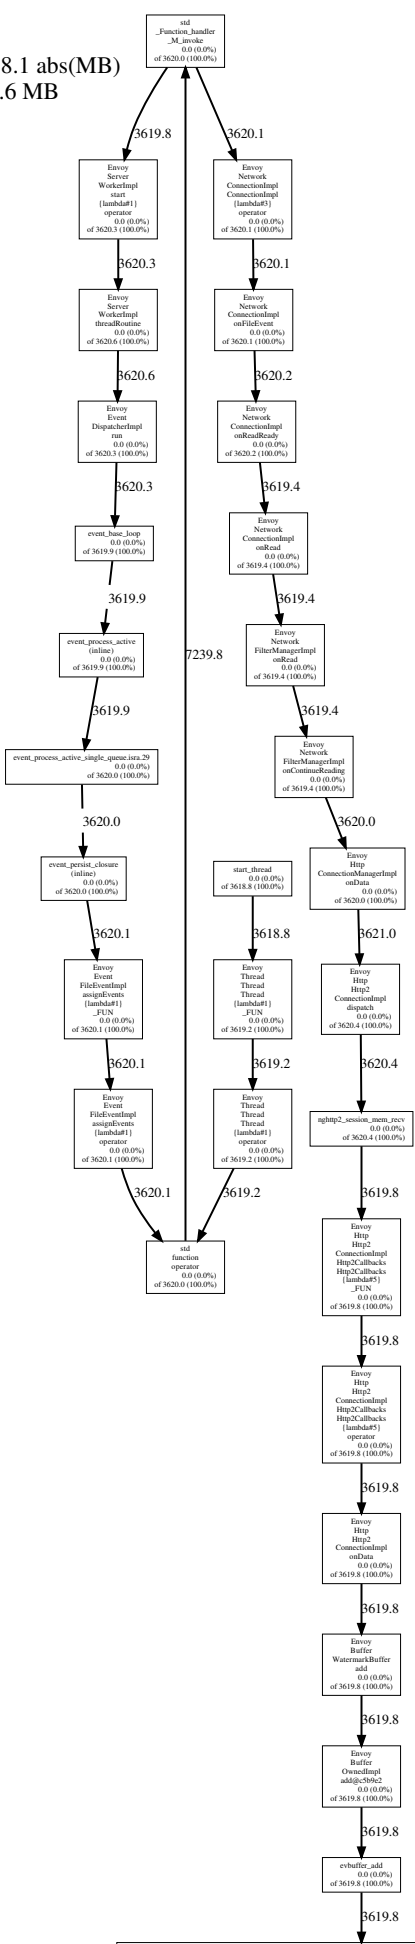 std
_Function_handler
_M_invoke
0.0 (0.0%)
of 3620.0 (100.0%)
8.1 abs(MB)
.6 MB
3619.8
3620.1
Envoy
Server
WorkerImpl
start
{lambda#1}
operator
0.0 (0.0%)
of 3620.3 (100.0%)
Envoy
Network
ConnectionImpl
ConnectionImpl
{lambda#3}
operator
0.0 (0.0%)
of 3620.1 (100.0%)
3620.3
3620.1
Envoy
Server
WorkerImpl
threadRoutine
0.0 (0.0%)
of 3620.6 (100.0%)
Envoy
Network
ConnectionImpl
onFileEvent
0.0 (0.0%)
of 3620.1 (100.0%)
3620.6
3620.2
Envoy
Event
DispatcherImpl
run
0.0 (0.0%)
of 3620.3 (100.0%)
Envoy
Network
ConnectionImpl
onReadReady
0.0 (0.0%)
of 3620.2 (100.0%)
3620.3
3619.4
event_base_loop
0.0 (0.0%)
of 3619.9 (100.0%)
Envoy
Network
ConnectionImpl
onRead
0.0 (0.0%)
of 3619.4 (100.0%)
3619.9
3619.4
event_process_active
(inline)
0.0 (0.0%)
of 3619.9 (100.0%)
7239.8
Envoy
Network
FilterManagerImpl
onRead
0.0 (0.0%)
of 3619.4 (100.0%)
3619.9
3619.4
event_process_active_single_queue.isra.29
0.0 (0.0%)
of 3620.0 (100.0%)
Envoy
Network
FilterManagerImpl
onContinueReading
0.0 (0.0%)
of 3619.4 (100.0%)
3620.0
3620.0
event_persist_closure
(inline)
0.0 (0.0%)
of 3620.0 (100.0%)
start_thread
0.0 (0.0%)
of 3618.8 (100.0%)
Envoy
Http
ConnectionManagerImpl
onData
0.0 (0.0%)
of 3620.0 (100.0%)
3620.1
3618.8
3621.0
Envoy
Event
FileEventImpl
assignEvents
{lambda#1}
_FUN
0.0 (0.0%)
of 3620.1 (100.0%)
Envoy
Thread
Thread
Thread
{lambda#1}
_FUN
0.0 (0.0%)
of 3619.2 (100.0%)
Envoy
Http
Http2
ConnectionImpl
dispatch
0.0 (0.0%)
of 3620.4 (100.0%)
3620.1
3619.2
3620.4
Envoy
Event
FileEventImpl
assignEvents
{lambda#1}
operator
0.0 (0.0%)
of 3620.1 (100.0%)
Envoy
Thread
Thread
Thread
{lambda#1}
operator
0.0 (0.0%)
of 3619.2 (100.0%)
nghttp2_session_mem_recv
0.0 (0.0%)
of 3620.4 (100.0%)
3620.1
3619.2
3619.8
std
function
operator
0.0 (0.0%)
of 3620.0 (100.0%)
Envoy
Http
Http2
ConnectionImpl
Http2Callbacks
Http2Callbacks
{lambda#5}
_FUN
0.0 (0.0%)
of 3619.8 (100.0%)
3619.8
Envoy
Http
Http2
ConnectionImpl
Http2Callbacks
Http2Callbacks
{lambda#5}
operator
0.0 (0.0%)
of 3619.8 (100.0%)
3619.8
Envoy
Http
Http2
ConnectionImpl
onData
0.0 (0.0%)
of 3619.8 (100.0%)
3619.8
Envoy
Buffer
WatermarkBuffer
add
0.0 (0.0%)
of 3619.8 (100.0%)
3619.8
Envoy
Buffer
OwnedImpl
add@c5b9e2
0.0 (0.0%)
of 3619.8 (100.0%)
3619.8
evbuffer_add
0.0 (0.0%)
of 3619.8 (100.0%)
3619.8